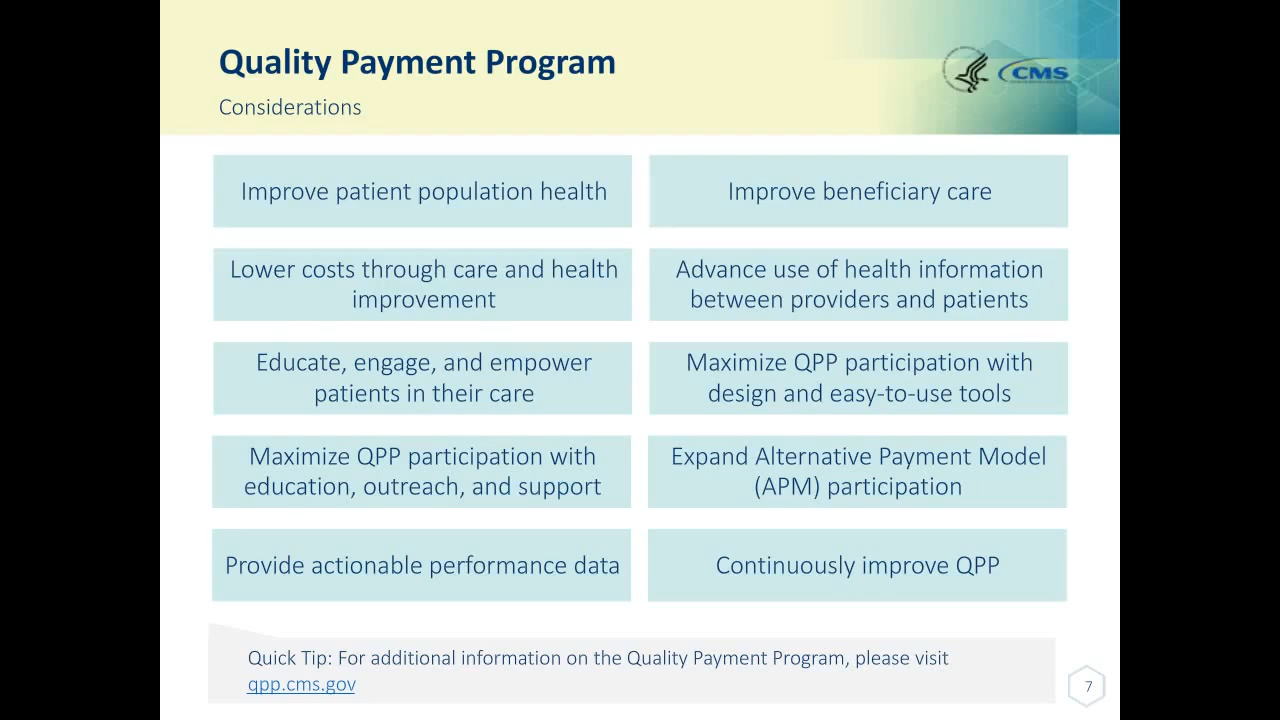 Quality Payment Program
Considerations
CMS
Improve patient population health
Improve beneficiary care
Lower costs through care and health
improvement
Advance use of health information
between providers and patients
Educate, engage, and empower
patients in their care
Maximize QPP participation with
design and easy-to-use tools
Maximize QPP participation with
education, outreach, and support
Expand Alternative Payment Model
(APM) participation
Provide actionable performance data
Continuously improve QPP
Quick Tip: For additional information on the Quality Payment Program, please visit
qpp.cms.gov
7